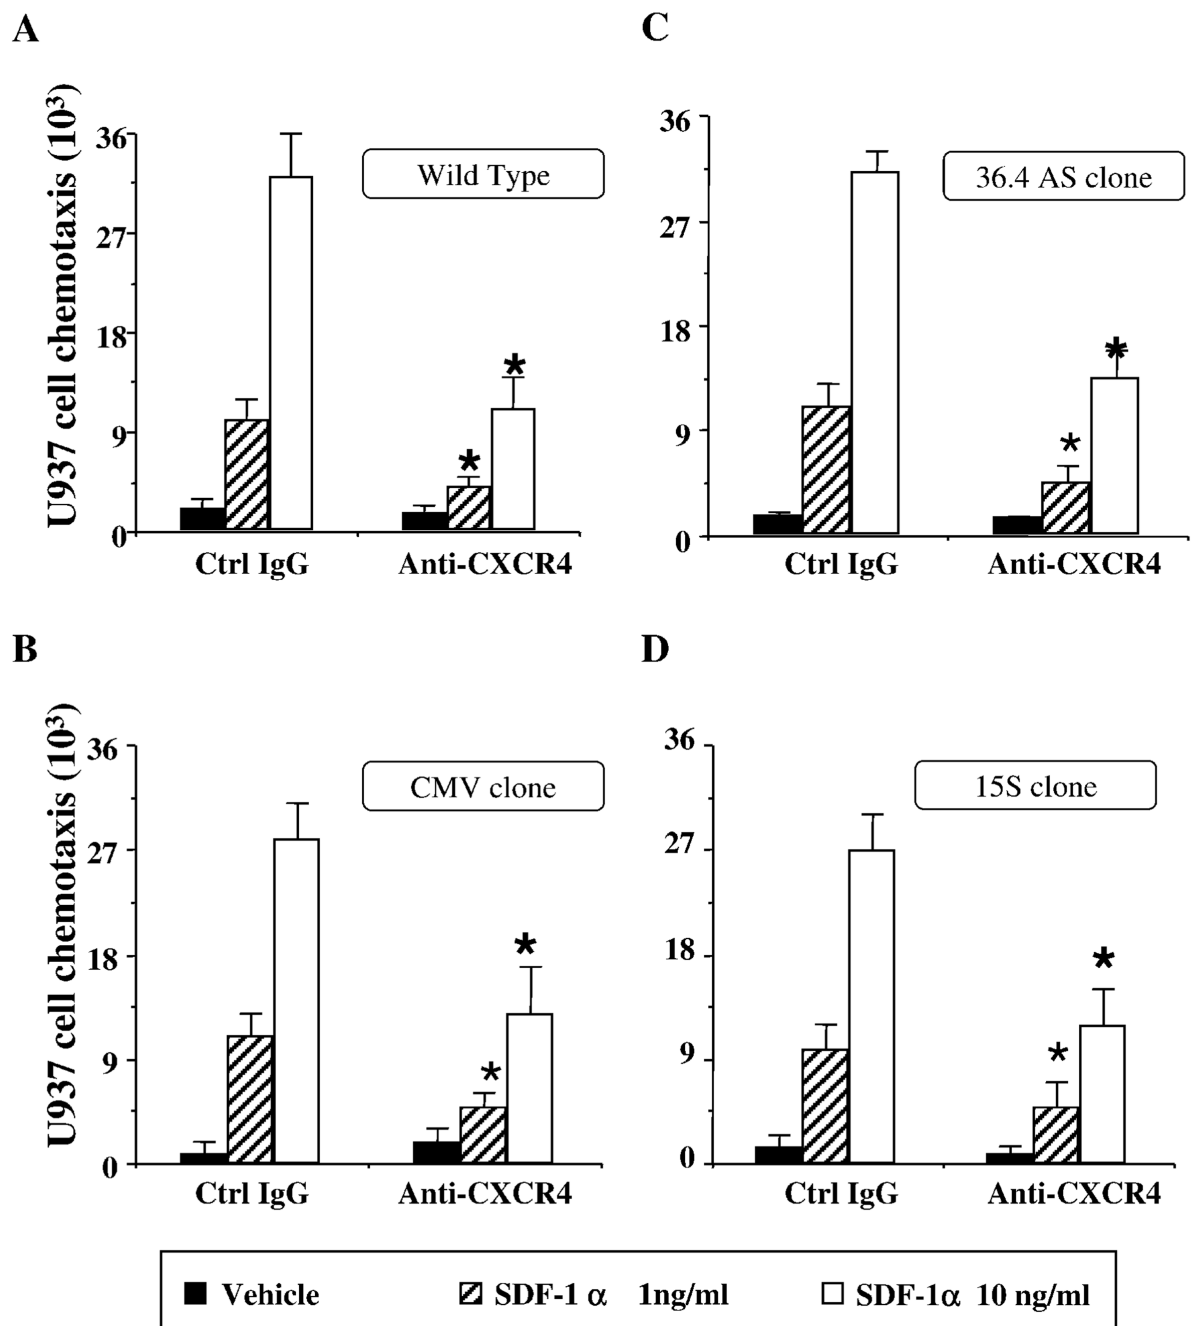 A
U937 cell chemotaxis (10³)
36
27
18
9
0
Wild Type
*
*
Ctrl IgG
Anti-CXCR4
C
36
27
18
9
0
36.4 AS clone
*
*
Ctrl IgG
Anti-CXCR4
B
U937 cell chemotaxis (10³)
36
27
18
9
0
CMV clone
*
*
Ctrl IgG
Anti-CXCR4
D
36
27
18
9
0
15S clone
*
*
Ctrl IgG
Anti-CXCR4
Vehicle
SDF-1 α 1ng/ml
SDF-1α 10 ng/ml